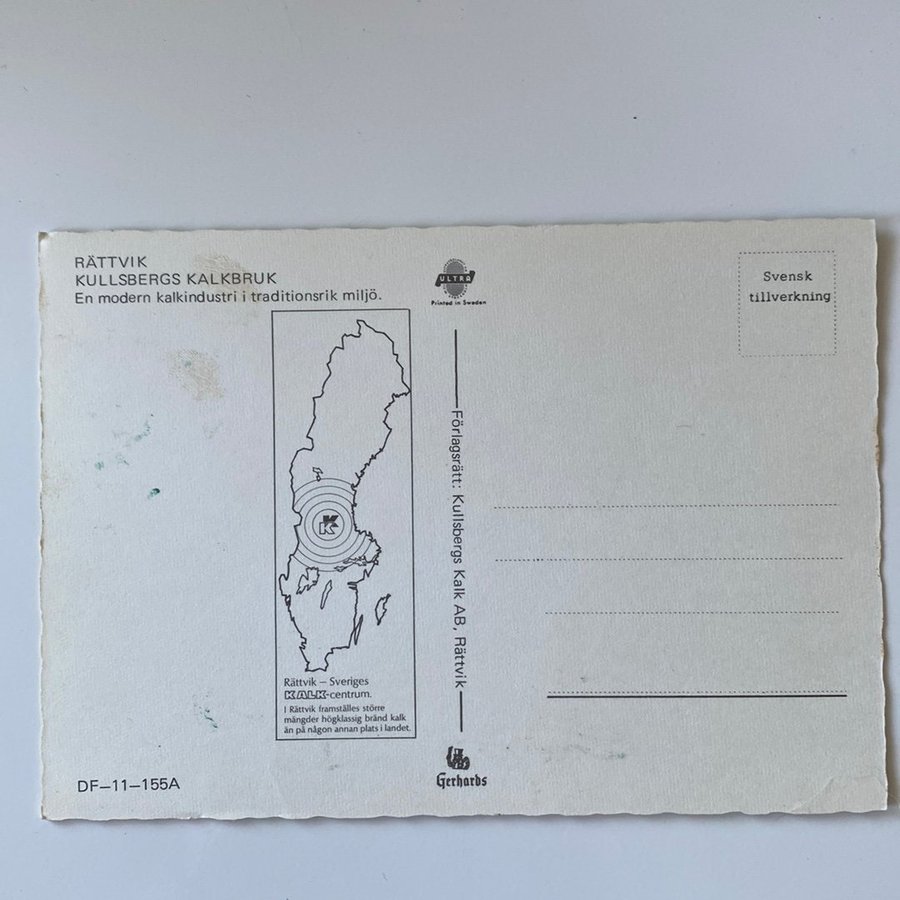 RÄTTVIK
KULLSBERGS KALKBRUK
En modern kalkindustri i traditionsrik miljö.
KK
Rättvik – Sveriges
KALK-centrum.
I Rättvik framställes större
mängder högklassig bränd kalk
än på någon annan plats i landet.
DF–11–155A
ULTRA
Printed in Sweden
Förlagsrätt: Kullsbergs Kalk AB, Rättvik
Gerhards
Svensk
tillverkning